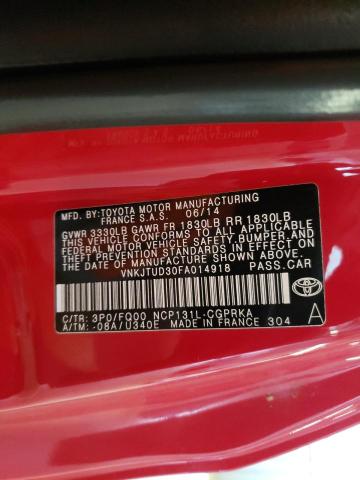 MFD. BY: TOYOTA MOTOR MANUFACTURING
FRANCE S.A.S. 06/14
GVWR 3330LB GAWR FR 1830LB RR 1830LB
THIS VEHICLE CONFORMS TO ALL APPLICABLE
FEDERAL MOTOR VEHICLE SAFETY, BUMPER, AND
THEFT PREVENTION STANDARDS IN EFFECT ON
THE DATE OF MANUFACTURE SHOWN ABOVE.
VNKJTUD30FA014918 PASS.CAR
C/TR: 3P0/FQ00 NCP131L-CGPRKA
A/TM: -08A/U340E MADE IN FRANCE 304
A
TOYOTA